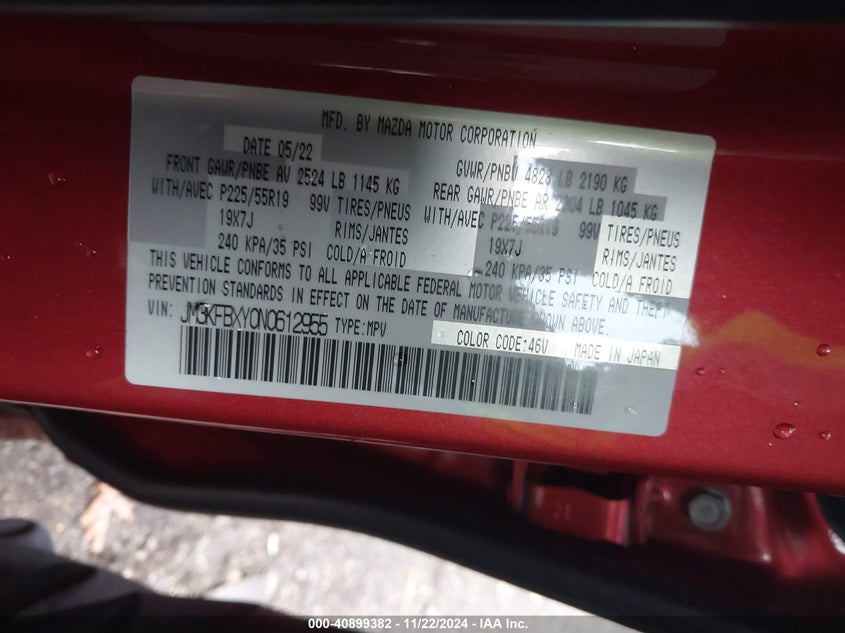 MFD. BY MAZDA MOTOR CORPORATION
DATE 05/22 GVWR/PNBV 4828 LB 2190 KG
FRONT GAWR/PNBE AV 2524 LB 1145 KG REAR GAWR/PNBE AR 2304 LB 1045 KG
WITH/AVEC P225/55R19 99V TIRES/PNEUS WITH/AVEC P225/55R19 99V TIRES/PNEUS
19X7J RIMS/JANTES 19X7J RIMS/JANTES
240 KPA/35 PSI COLD/A FROID 240 KPA/35 PSI COLD/A FROID
THIS VEHICLE CONFORMS TO ALL APPLICABLE FEDERAL MOTOR VEHICLE SAFETY AND THEFT
PREVENTION STANDARDS IN EFFECT ON THE DATE OF MANUFACTURE SHOWN ABOVE.
VIN: JM3KFBXY0N0612955 TYPE:MPV COLOR CODE:46V MADE IN JAPAN
000-40899382 - 11/22/2024 - IAA Inc.